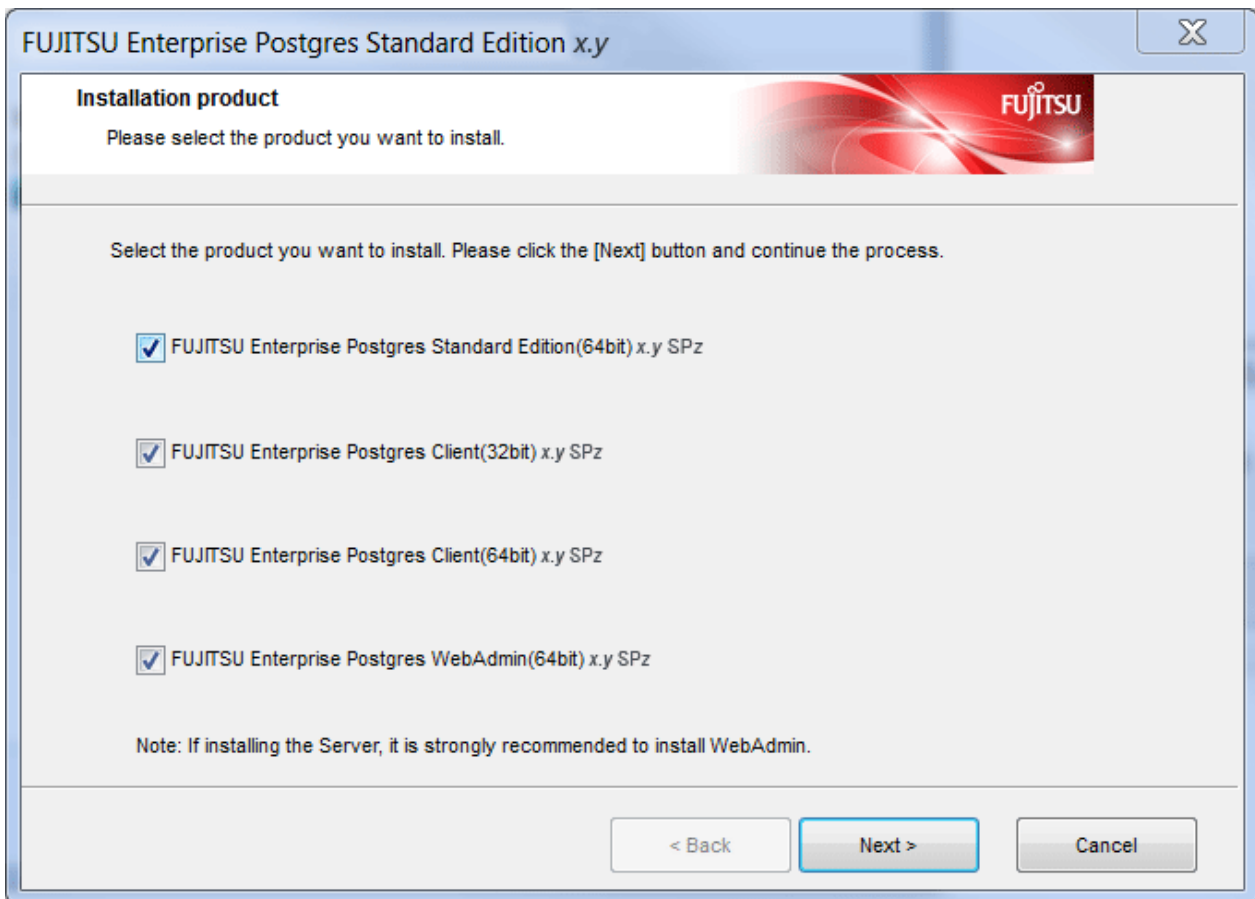 FUJITSU Enterprise Postgres Standard Edition x.y
Installation product
FUJITSU
Please select the product you want to install.
Select the product you want to install. Please click the [Next] button and continue the process.
FUJITSU Enterprise Postgres Standard Edition(64bit) x.y SPz
FUJITSU Enterprise Postgres Client(32bit) x.y SPz
FUJITSU Enterprise Postgres Client(64bit) x.y SPz
FUJITSU Enterprise Postgres WebAdmin(64bit) x.y SPz
Note: If installing the Server, it is strongly recommended to install WebAdmin.
< Back Next > Cancel